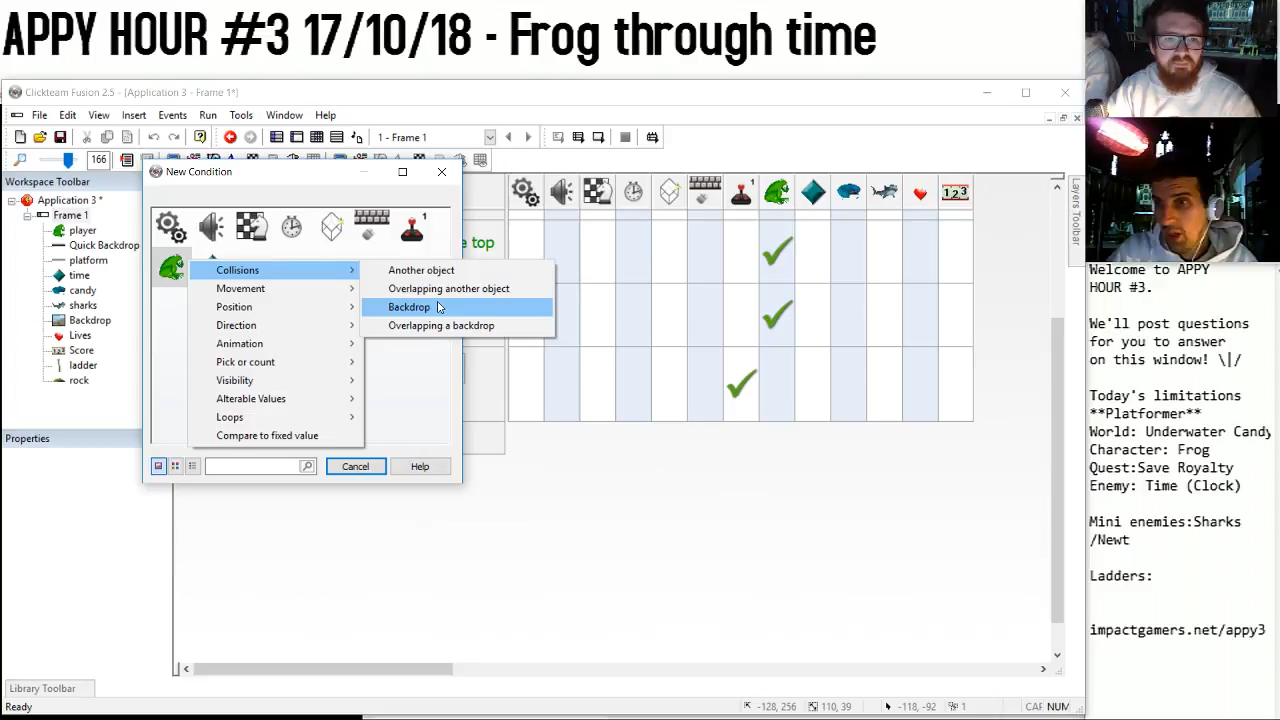 APPY HOUR #3 17/10/18 - Frog through time
Clickteam Fusion 2.5 - [Application 3 - Frame 1*]
File Edit View Insert Events Run Tools Window Help
1 - Frame 1
166
Workspace Toolbar
Application 3 *
Frame 1
player
Quick Backdrop
platform
time
candy
sharks
Backdrop
Lives
Score
ladder
rock
Properties
Library Toolbar
Ready
New Condition
1
Collisions
Movement
Position
Direction
Animation
Pick or count
Visibility
Alterable Values
Loops
Compare to fixed value
Another object
Overlapping another object
Backdrop
Overlapping a backdrop
Cancel
Help
e top
1
123
Layers Toolbar
-128, 256
110, 39
-118, -92
1
CAF NUM
Welcome to APPY
HOUR #3.
We'll post questions
for you to answer
on this window! \|/
Today's limitations
**Platformer**
World: Underwater Candy
Character: Frog
Quest:Save Royalty
Enemy: Time (Clock)
Mini enemies:Sharks
/Newt
Ladders:
impactgamers.net/appy3